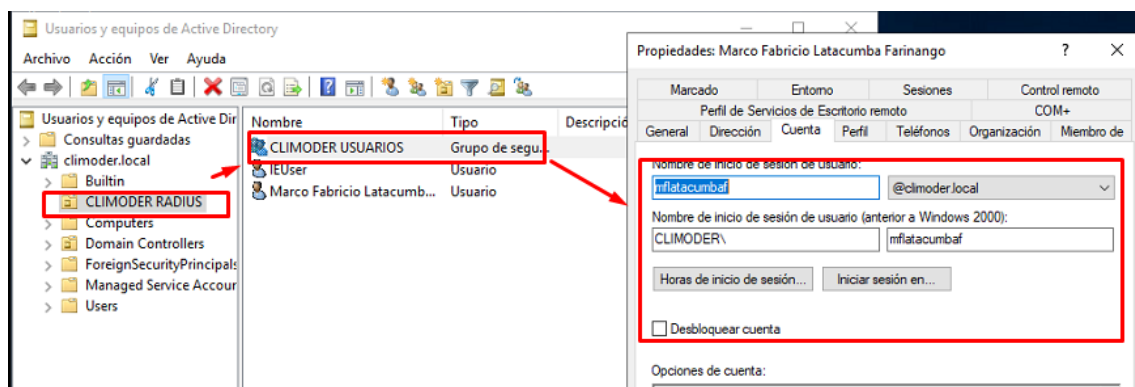 Usuarios y equipos de Active Directory
Archivo Acción Ver Ayuda
Usuarios y equipos de Active Dir
Consultas guardadas
climoder.local
Builtin
CLIMODER RADIUS
Computers
Domain Controllers
ForeignSecurityPrincipals
Managed Service Accour
Users
Nombre Tipo Descripció
CLIMODER USUARIOS Grupo de segu...
IEUser Usuario
Marco Fabricio Latacumb... Usuario
Propiedades: Marco Fabricio Latacumba Farinango ? X
Marcado Entorno Sesiones Control remoto
Perfil de Servicios de Escritorio remoto COM+
General Dirección Cuenta Perfil Teléfonos Organización Miembro de
Nombre de inicio de sesión de usuario:
mflatacumbaf @climoder.local
Nombre de inicio de sesión de usuario (anterior a Windows 2000):
CLIMODER\ mflatacumbaf
Horas de inicio de sesión... Iniciar sesión en...
Desbloquear cuenta
Opciones de cuenta: